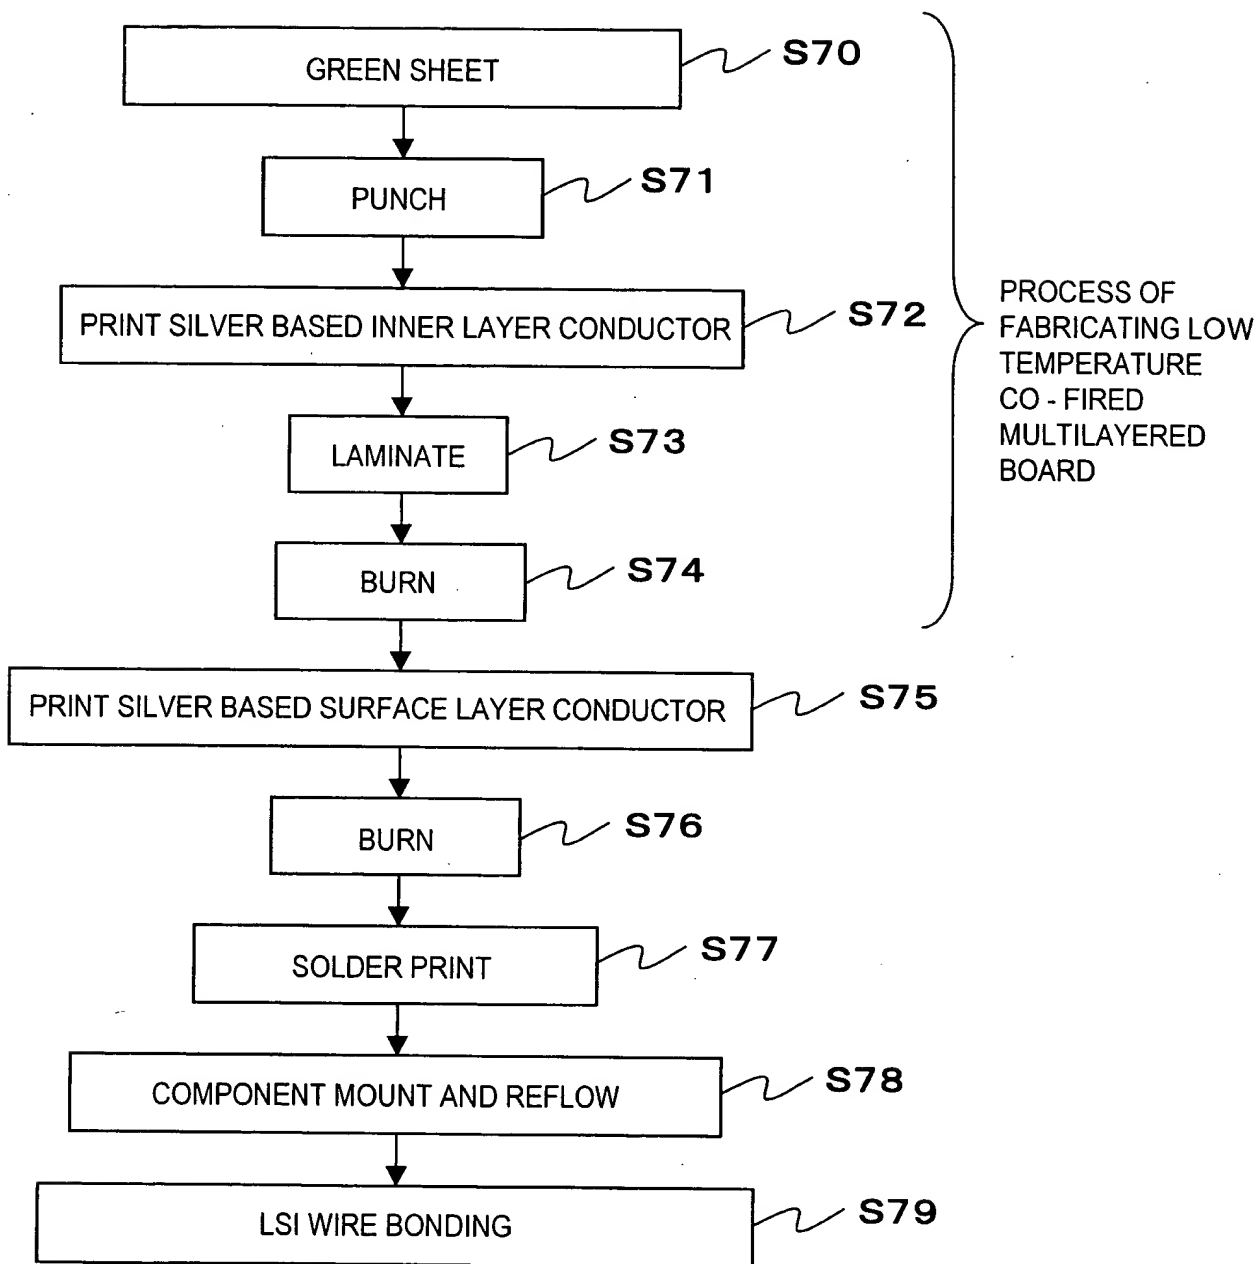 GREEN SHEET
S70
PUNCH
S71
PRINT SILVER BASED INNER LAYER CONDUCTOR
S72
LAMINATE
S73
BURN
S74
PROCESS OF
FABRICATING LOW
TEMPERATURE
CO - FIRED
MULTILAYERED
BOARD
PRINT SILVER BASED SURFACE LAYER CONDUCTOR
S75
BURN
S76
SOLDER PRINT
S77
COMPONENT MOUNT AND REFLOW
S78
LSI WIRE BONDING
S79